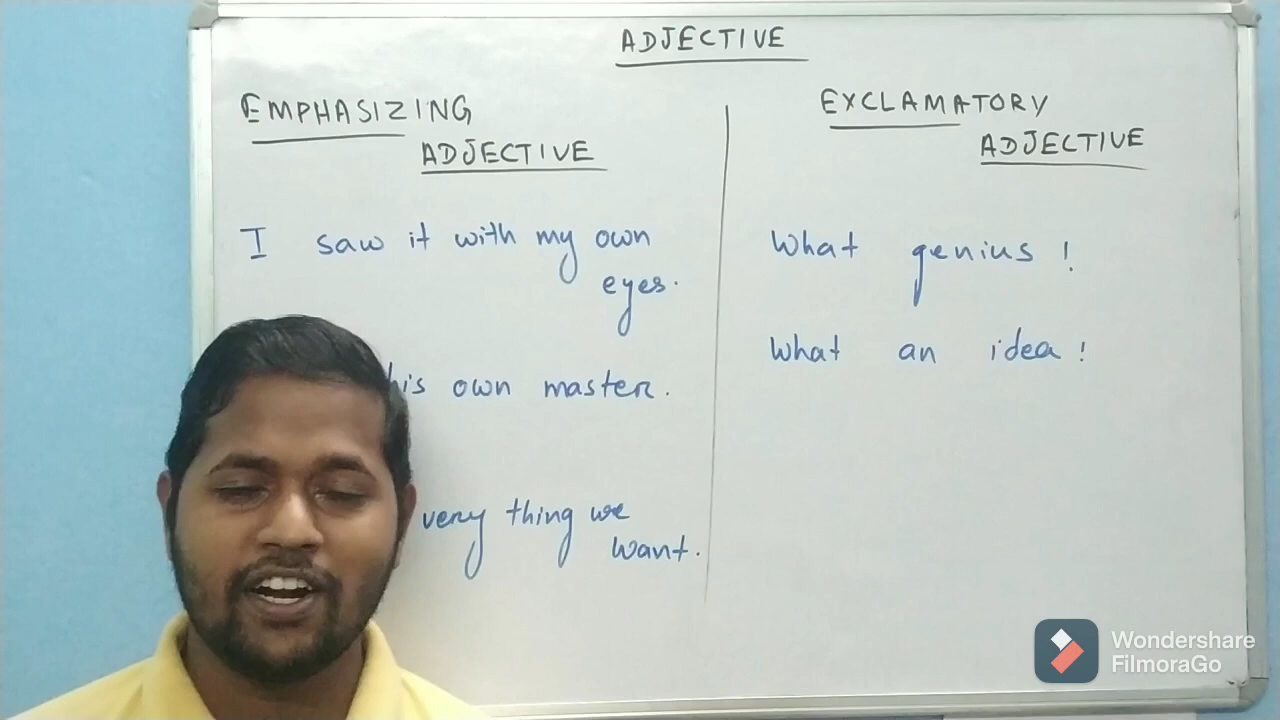 ADJECTIVE
EMPHASIZING
ADJECTIVE
I saw it with my own
eyes.
his own master.
very thing we
want.
EXCLAMATORY
ADJECTIVE
What genius!
What an idea!
Wondershare
FilmoraGo